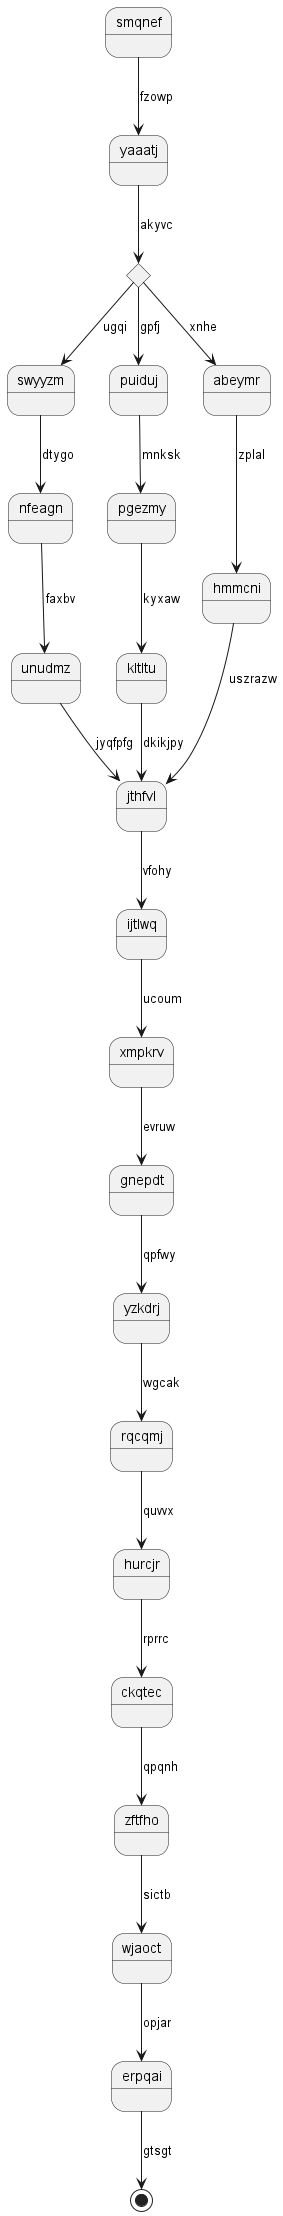 smqnef
fzowp
yaaatj
akyvc
ugqi gpfj xnhe
swyyzm puiduj abeymr
dtygo mnksk zplal
nfeagn pgezmy
hmmcni
faxbv kyxaw
unudmz kltltu
uszrazw
jyqfpfg dkikjpy
jthfvl
vfohy
ijtlwq
ucoum
xmpkrv
evruw
gnepdt
qpfwy
yzkdrj
wgcak
rqcqmj
quvvx
hurcjr
rprrc
ckqtec
qpqnh
zftfho
sictb
wjaoct
opjar
erpqai
gtsgt